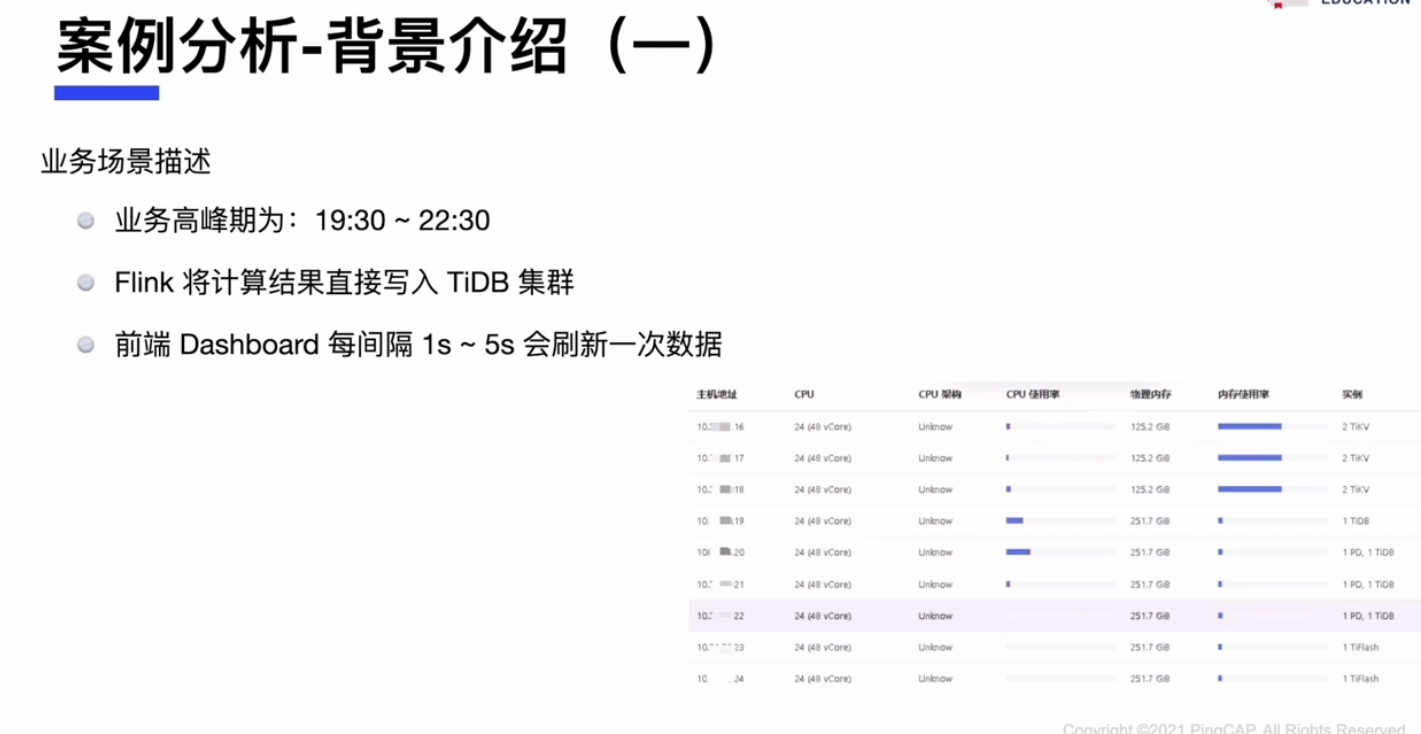 EDUCATION
案例分析-背景介绍（一）
业务场景描述
业务高峰期为：19:30 ~ 22:30
Flink 将计算结果直接写入 TiDB 集群
前端 Dashboard 每间隔 1s ~ 5s 会刷新一次数据
主机地址 CPU CPU 架构 CPU 使用率 物理内存 内存使用率 实例
10. .16 24 (48 vCore) Unknow 125.2 GiB 2 TiKV
10. 17 24 (48 vCore) Unknow 125.2 GiB 2 TiKV
10. 18 24 (48 vCore) Unknow 125.2 GiB 2 TiKV
10. .19 24 (48 vCore) Unknow 251.7 GiB 1 TiDB
10 .20 24 (48 vCore) Unknow 251.7 GiB 1 PD, 1 TiDB
10. 21 24 (48 vCore) Unknow 251.7 GiB 1 PD, 1 TiDB
10. 22 24 (48 vCore) Unknow 251.7 GiB 1 PD, 1 TiDB
10. 23 24 (48 vCore) Unknow 251.7 GiB 1 TiFlash
10. .24 24 (48 vCore) Unknow 251.7 GiB 1 TiFlash
Copyright ©2021 PingCAP. All Rights Reserved